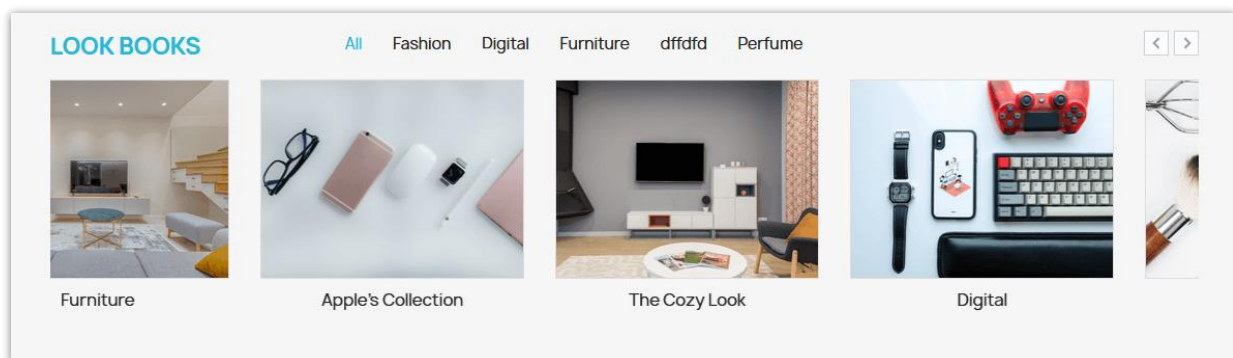 LOOK BOOKS
All Fashion Digital Furniture dffdfd Perfume
Furniture Apple's Collection The Cozy Look Digital